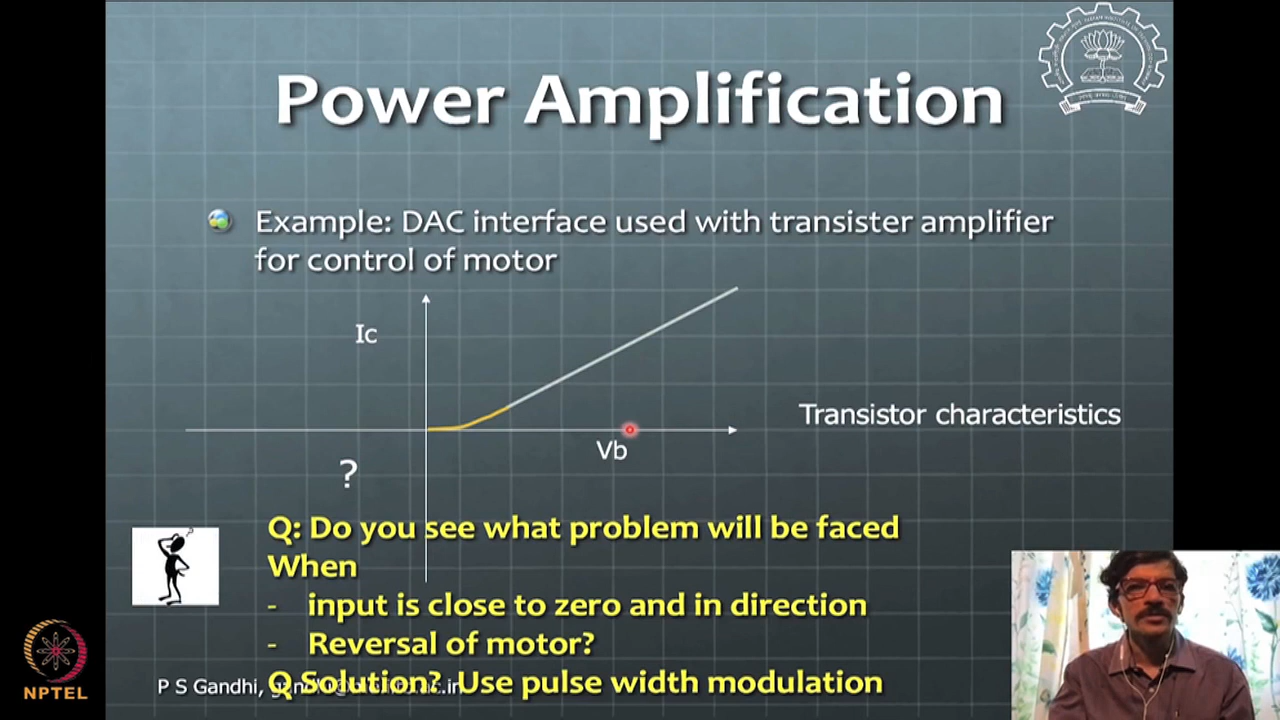 Power Amplification
Example: DAC interface used with transister amplifier
for control of motor
Ic
Transistor characteristics
Vb
?
Q: Do you see what problem will be faced
When
- input is close to zero and in direction
- Reversal of motor?
Q Solution? Use pulse width modulation
P S Gandhi,
NPTEL